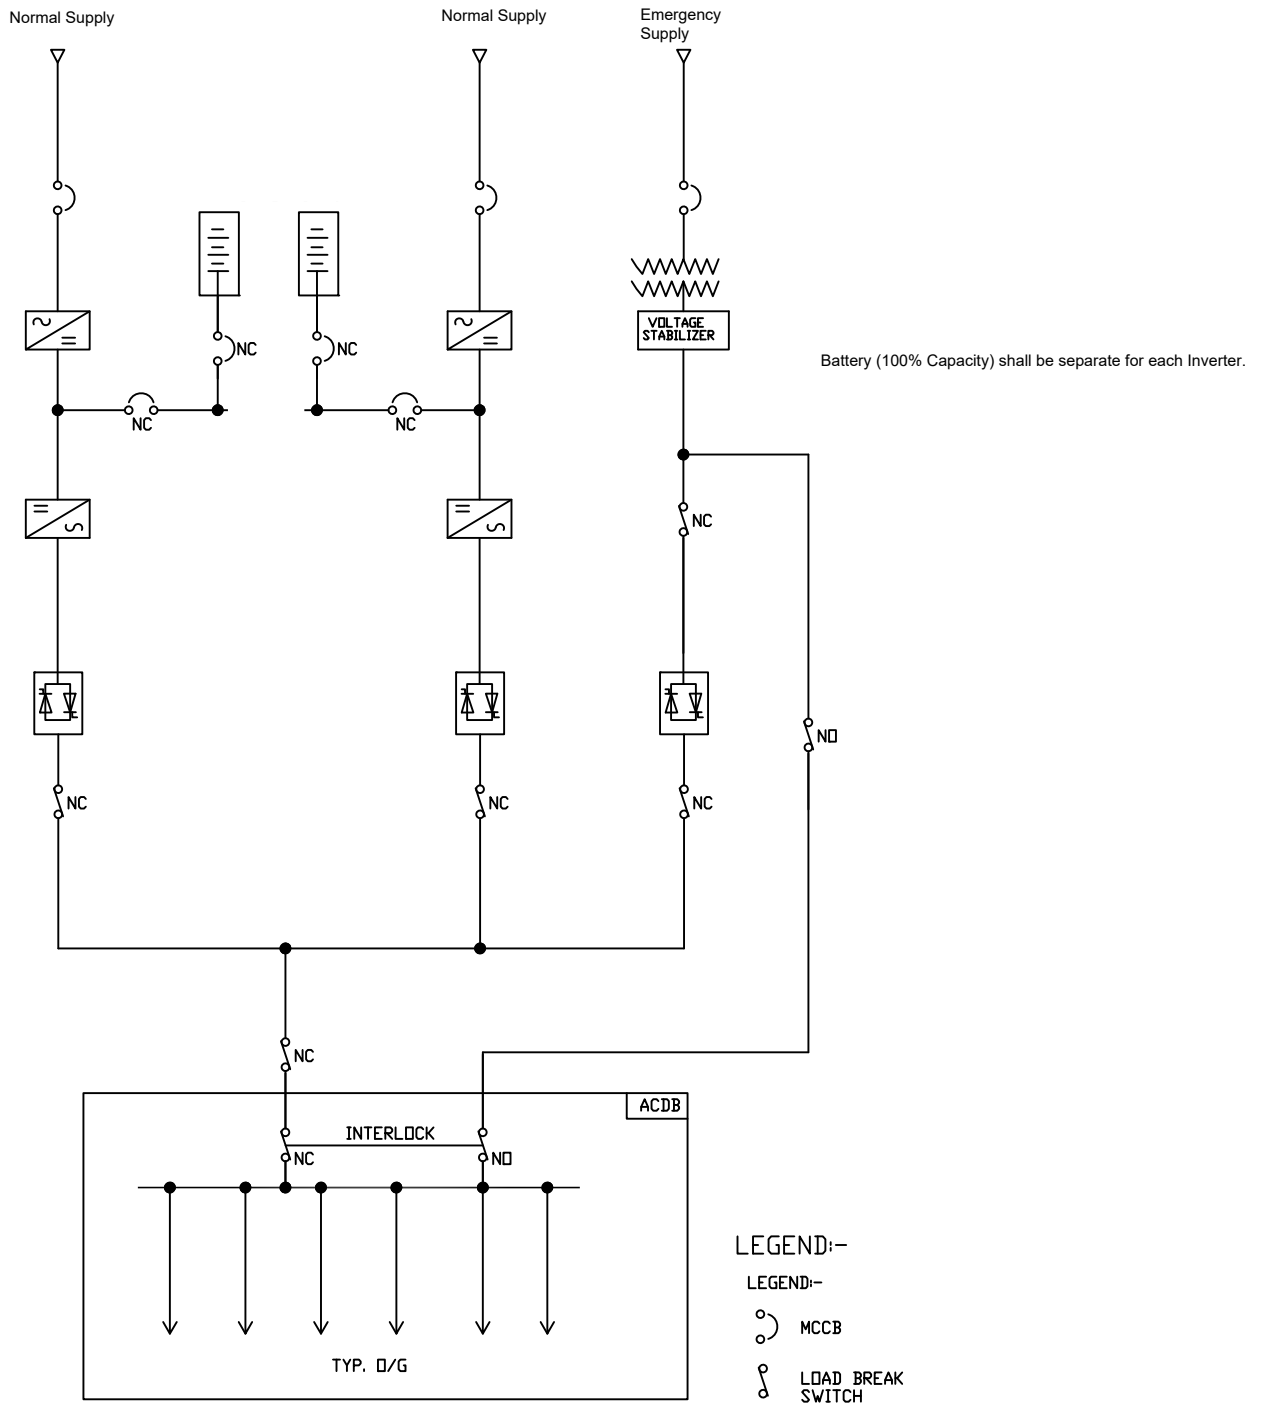 Normal Supply
Normal Supply
Emergency
Supply
VOLTAGE
STABILIZER
NC
NC
Battery (100% Capacity) shall be separate for each Inverter.
NC
NC
NC
NO
NC
NC
NC
NC
ACDB
INTERLOCK
NC
NO
TYP. O/G
LEGEND:-
LEGEND:-
MCCB
LOAD BREAK
SWITCH